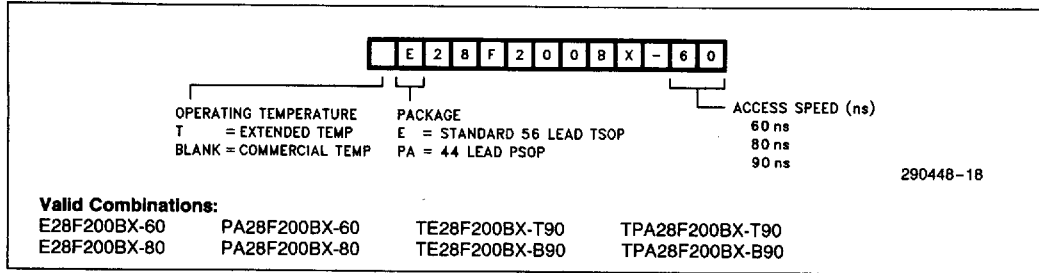 E28F200BX-60
OPERATING TEMPERATURE
T = EXTENDED TEMP
BLANK = COMMERCIAL TEMP
PACKAGE
E = STANDARD 56 LEAD TSOP
PA = 44 LEAD PSOP
ACCESS SPEED (ns)
60 ns
80 ns
90 ns
290448-18
Valid Combinations:
E28F200BX-60 PA28F200BX-60 TE28F200BX-T90 TPA28F200BX-T90
E28F200BX-80 PA28F200BX-80 TE28F200BX-B90 TPA28F200BX-B90